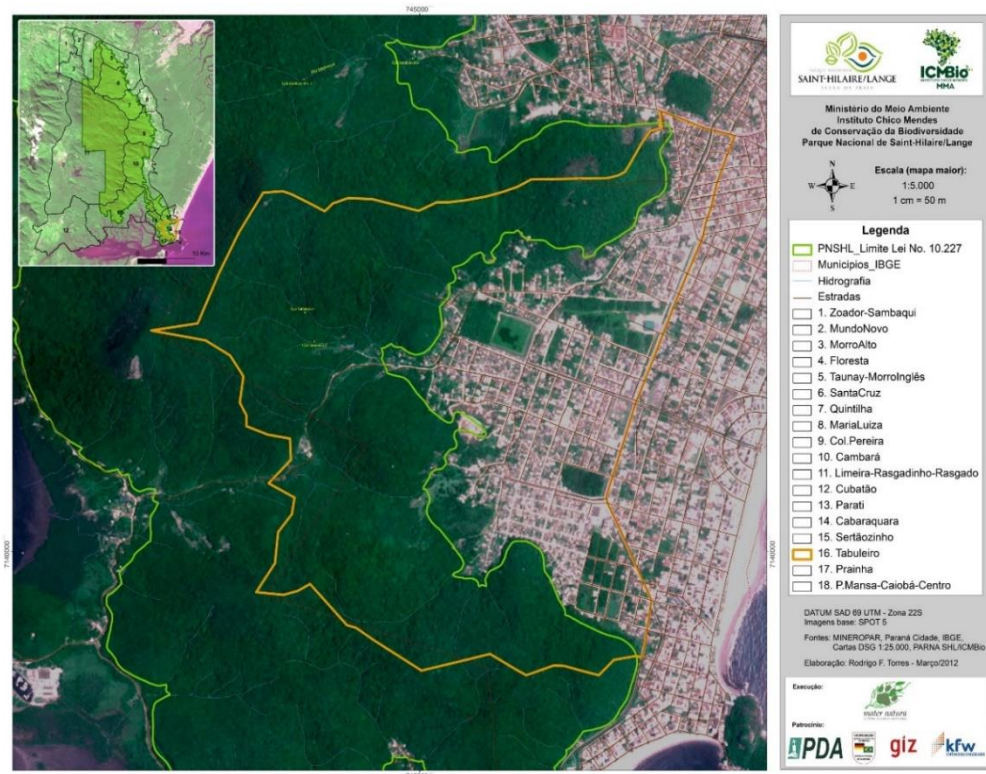 745000
7140000
7140000
10 Km
SAINT-HILAIRE/LANGE
ICMBio
MMA
Ministério do Meio Ambiente
Instituto Chico Mendes
de Conservação da Biodiversidade
Parque Nacional de Saint-Hilaire/Lange
N
W E
S
Escala (mapa maior):
1:5.000
1 cm = 50 m
Legenda
PNSHL_Limite Lei No. 10.227
Municipios_IBGE
Hidrografia
Estradas
1. Zoador-Sambaqui
2. MundoNovo
3. MorroAlto
4. Floresta
5. Taunay-MorroInglês
6. SantaCruz
7. Quintilha
8. MariaLuiza
9. Col.Pereira
10. Cambará
11. Limeira-Rasgadinho-Rasgado
12. Cubatão
13. Parati
14. Cabaraquara
15. Sertãozinho
16. Tabuleiro
17. Prainha
18. P.Mansa-Caiobá-Centro
DATUM SAD 69 UTM - Zona 22S
Imagens base: SPOT 5
Fontes: MINEROPAR, Paraná Cidade, IBGE,
Cartas DSG 1:25.000, PARNA SHL/ICMBio
Elaboração: Rodrigo F. Torres - Março/2012
Execução:
mater natura
Patrocínio:
PDA
giz
kfw